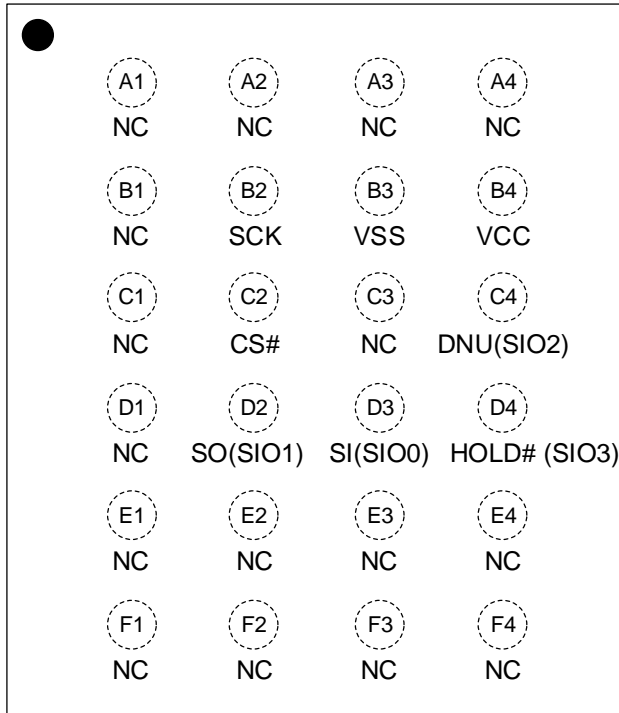 A1 A2 A3 A4
NC NC NC NC
B1 B2 B3 B4
NC SCK VSS VCC
C1 C2 C3 C4
NC CS# NC DNU(SIO2)
D1 D2 D3 D4
NC SO(SIO1) SI(SIO0) HOLD# (SIO3)
E1 E2 E3 E4
NC NC NC NC
F1 F2 F3 F4
NC NC NC NC